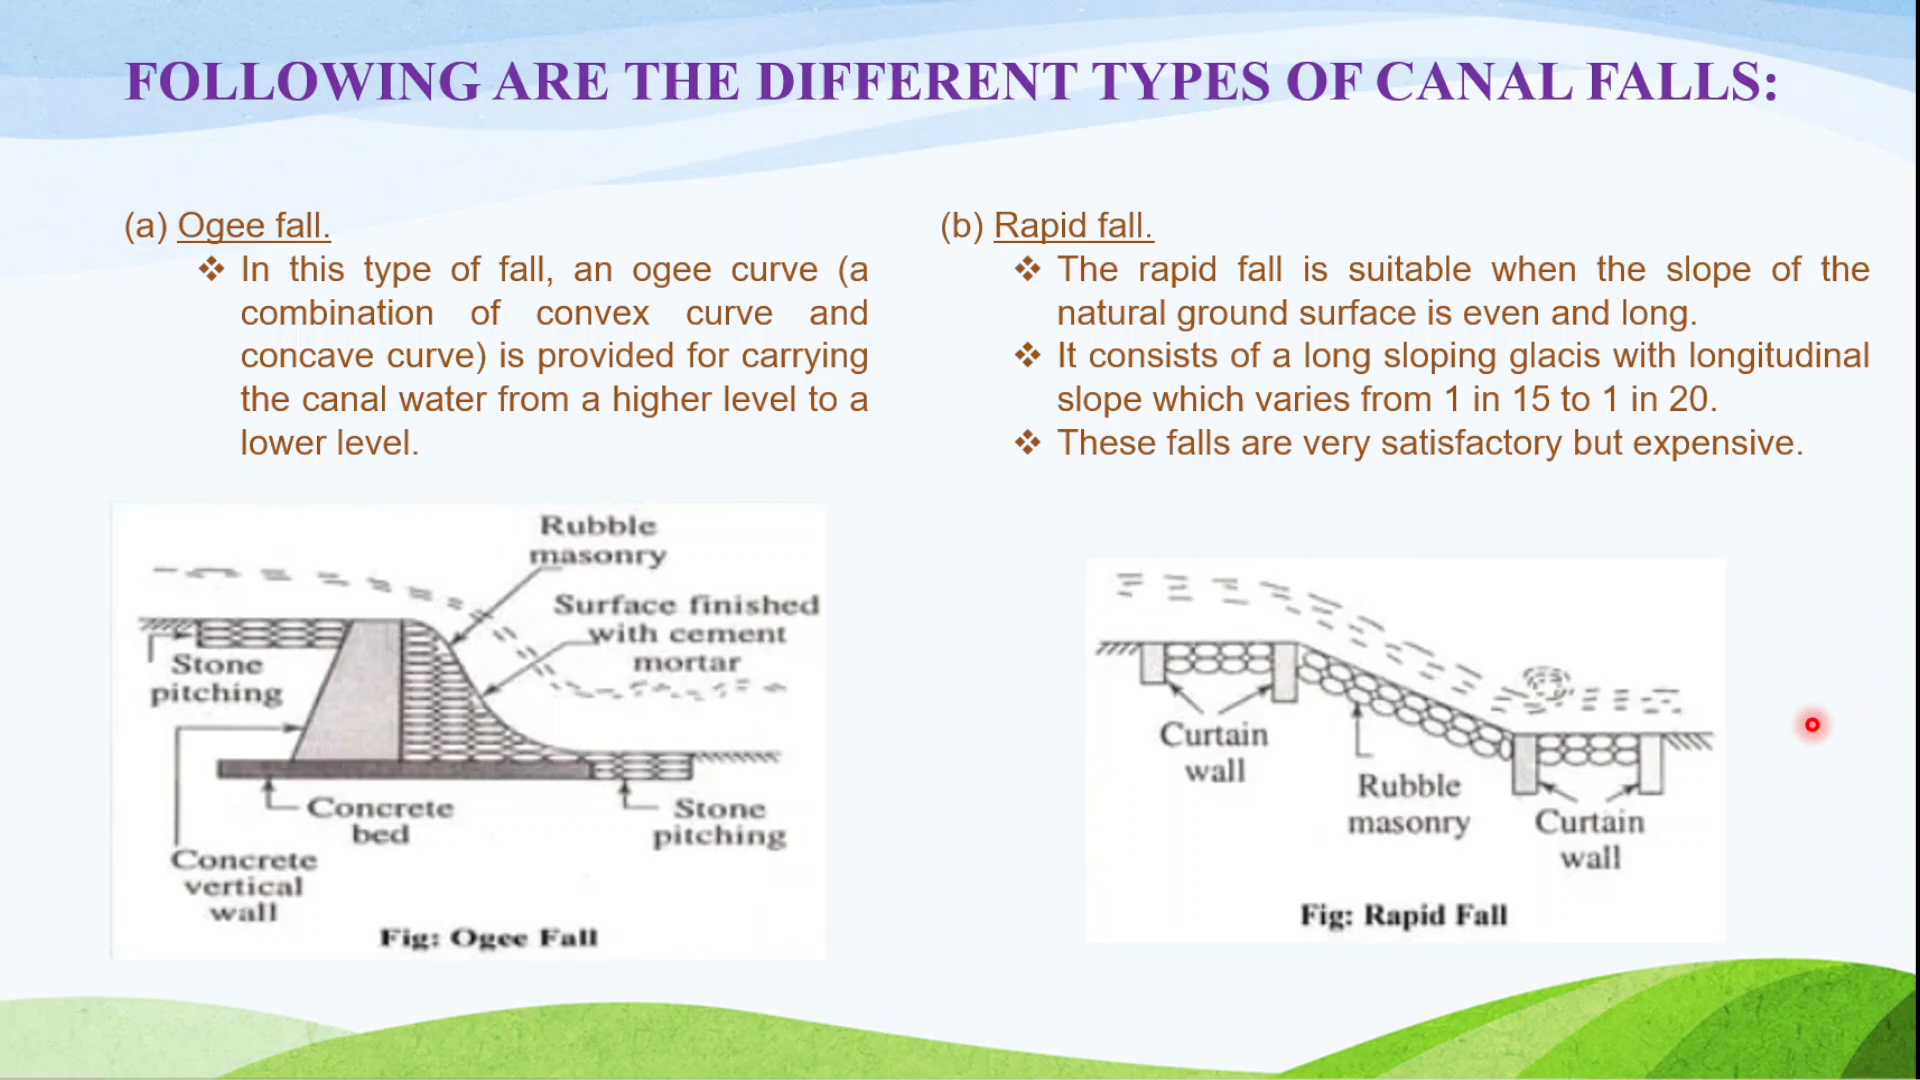 FOLLOWING ARE THE DIFFERENT TYPES OF CANAL FALLS:
(a) Ogee fall.
❖ In this type of fall, an ogee curve (a
combination of convex curve and
concave curve) is provided for carrying
the canal water from a higher level to a
lower level.
(b) Rapid fall.
❖ The rapid fall is suitable when the slope of the
natural ground surface is even and long.
❖ It consists of a long sloping glacis with longitudinal
slope which varies from 1 in 15 to 1 in 20.
❖ These falls are very satisfactory but expensive.
Rubble
masonry
Surface finished
with cement
mortar
Stone
pitching
Concrete
bed
Stone
pitching
Concrete
vertical
wall
Fig: Ogee Fall
Curtain
wall
Rubble
masonry
Curtain
wall
Fig: Rapid Fall